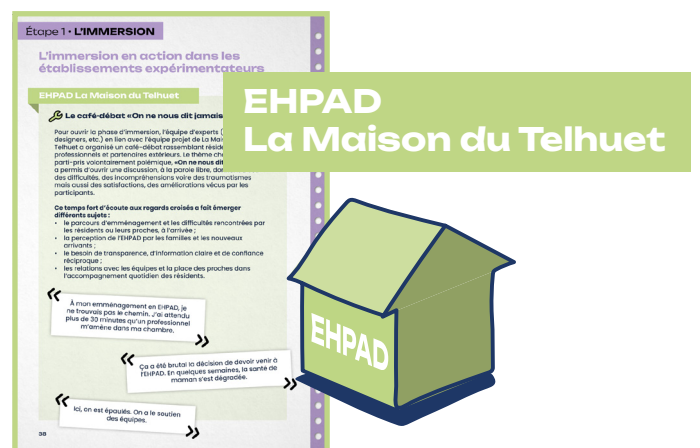 Étape 1 • L'IMMERSION
L'immersion en action dans les
établissements expérimentateurs
EHPAD La Maison du Telhuet
Le café-débat «On ne nous dit jamais
Pour ouvrir la phase d'immersion, l'équipe d'experts
designers, etc.) en lien avec l'équipe projet de La
Telhuet a organisé un café-débat rassemblant
professionnels et partenaires extérieurs. Le thème
parti-pris volontairement polémique, «On ne nous
a permis d'ouvrir une discussion, à la parole libre,
des difficultés, des incompréhensions voire des traumatismes
mais aussi des satisfactions, des améliorations vécus par les
participants.
Ce temps fort d'écoute aux regards croisés a fait émerger
différents sujets :
• le parcours d'emménagement et les difficultés rencontrées par
les résidents ou leurs proches, à l'arrivée ;
• la perception de l'EHPAD par les familles et les nouveaux
arrivants ;
• le besoin de transparence, d'information claire et de confiance
réciproque ;
• les relations avec les équipes et la place des proches dans
l'accompagnement quotidien des résidents.
« À mon emménagement en EHPAD, je
ne trouvais pas le chemin. J'ai attendu
plus de 30 minutes qu'un professionnel
m'amène dans ma chambre. »
« Ça a été brutal la décision de devoir venir à
l'EHPAD. En quelques semaines, la santé de
maman s'est dégradée. »
« Ici, on est épaulés. On a le soutien
des équipes. »
38
EHPAD
La Maison du Telhuet
EHPAD